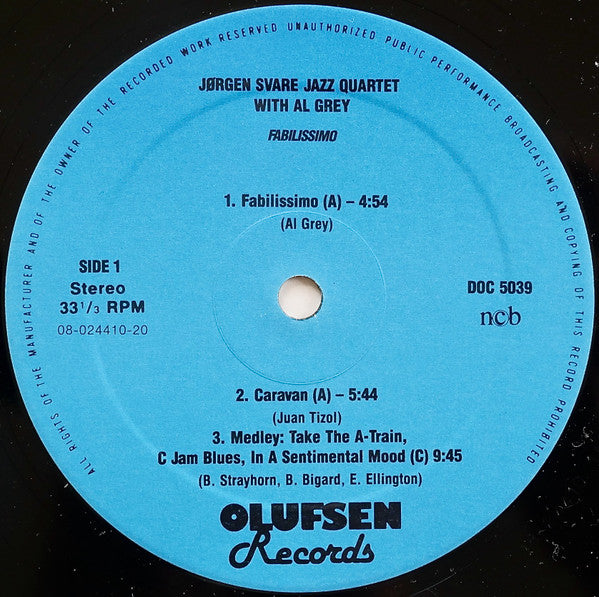 ALL RIGHTS OF THE MANUFACTURER AND OF THE OWNER OF THE RECORDED WORK RESERVED UNAUTHORIZED PUBLIC PERFORMANCE BROADCASTING AND COPYING OF THIS RECORD PROHIBITED
JØRGEN SVARE JAZZ QUARTET
WITH AL GREY
FABILISSIMO
1. Fabilissimo (A) – 4:54
(Al Grey)
SIDE 1
Stereo
33 1/3 RPM
08-024410-20
DOC 5039
ncb
2. Caravan (A) – 5:44
(Juan Tizol)
3. Medley: Take The A-Train,
C Jam Blues, In A Sentimental Mood (C) 9:45
(B. Strayhorn, B. Bigard, E. Ellington)
OLUFSEN
Records